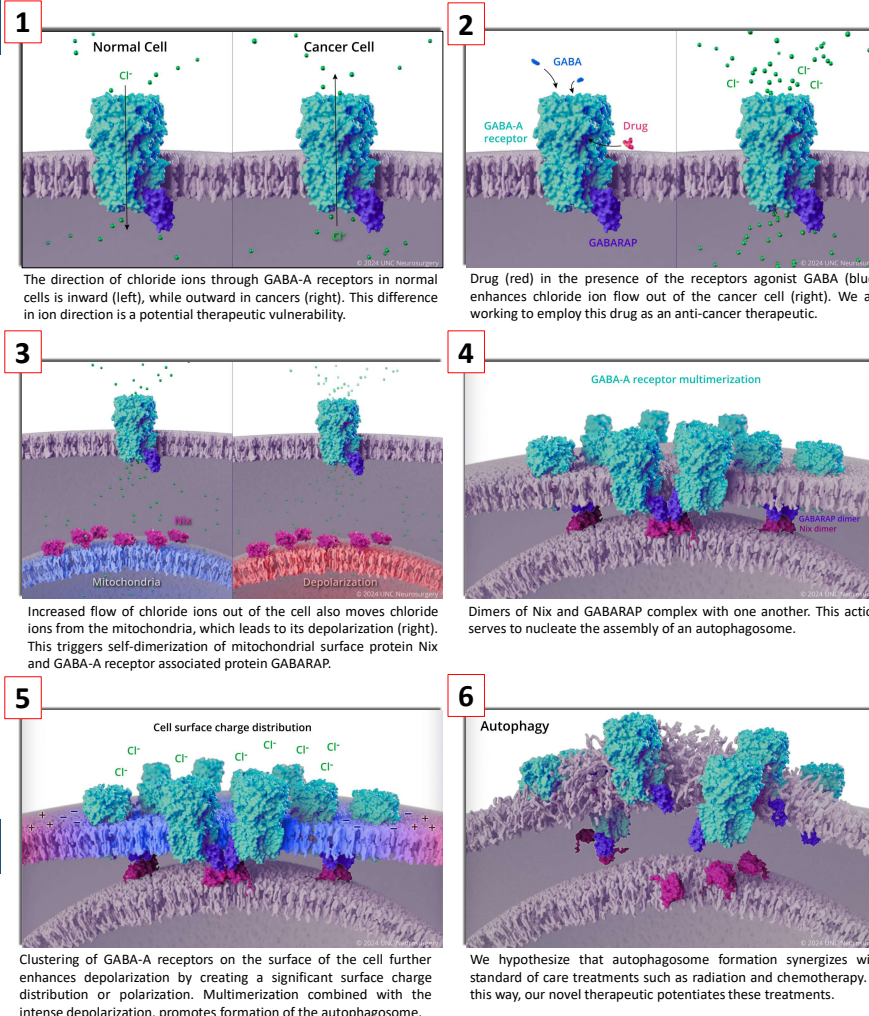 1
Normal Cell
Cancer Cell
Cl-
Cl-
© 2024 UNC Neurosurgery
The direction of chloride ions through GABA-A receptors in normal
cells is inward (left), while outward in cancers (right). This difference
in ion direction is a potential therapeutic vulnerability.
2
GABA
GABA-A
receptor
Drug
GABARAP
Cl-
Cl-
Cl-
© 2024 UNC Neurosurgery
Drug (red) in the presence of the receptors agonist GABA (blue
enhances chloride ion flow out of the cancer cell (right). We a
working to employ this drug as an anti-cancer therapeutic.
3
Nix
Mitochondria
Depolarization
© 2024 UNC Neurosurgery
Increased flow of chloride ions out of the cell also moves chloride
ions from the mitochondria, which leads to its depolarization (right).
This triggers self-dimerization of mitochondrial surface protein Nix
and GABA-A receptor associated protein GABARAP.
4
GABA-A receptor multimerization
GABARAP dimer
Nix dimer
© 2024 UNC Neurosurgery
Dimers of Nix and GABARAP complex with one another. This actio
serves to nucleate the assembly of an autophagosome.
5
Cell surface charge distribution
Cl- Cl- Cl- Cl- Cl- Cl- Cl- Cl-
+ + + + − − − − − − + + + +
© 2024 UNC Neurosurgery
Clustering of GABA-A receptors on the surface of the cell further
enhances depolarization by creating a significant surface charge
distribution or polarization. Multimerization combined with the
intense depolarization, promotes formation of the autophagosome.
6
Autophagy
© 2024 UNC Neurosurgery
We hypothesize that autophagosome formation synergizes wi
standard of care treatments such as radiation and chemotherapy.
this way, our novel therapeutic potentiates these treatments.